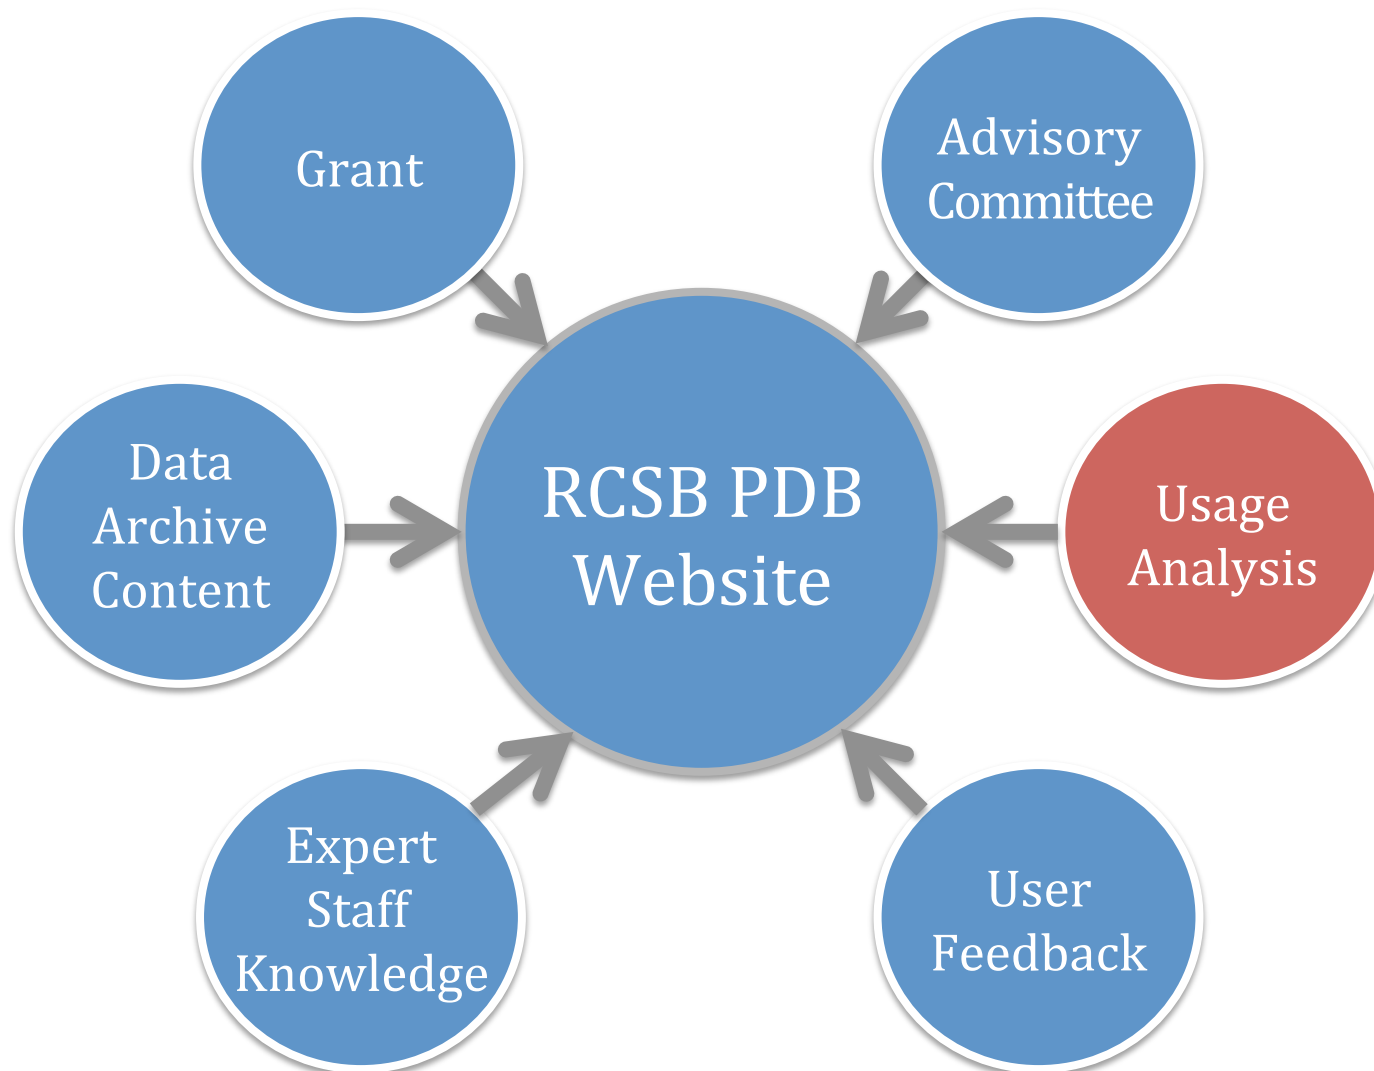 Grant
Advisory
Committee
Data
Archive
Content
RCSB PDB
Website
Usage
Analysis
Expert
Staff
Knowledge
User
Feedback